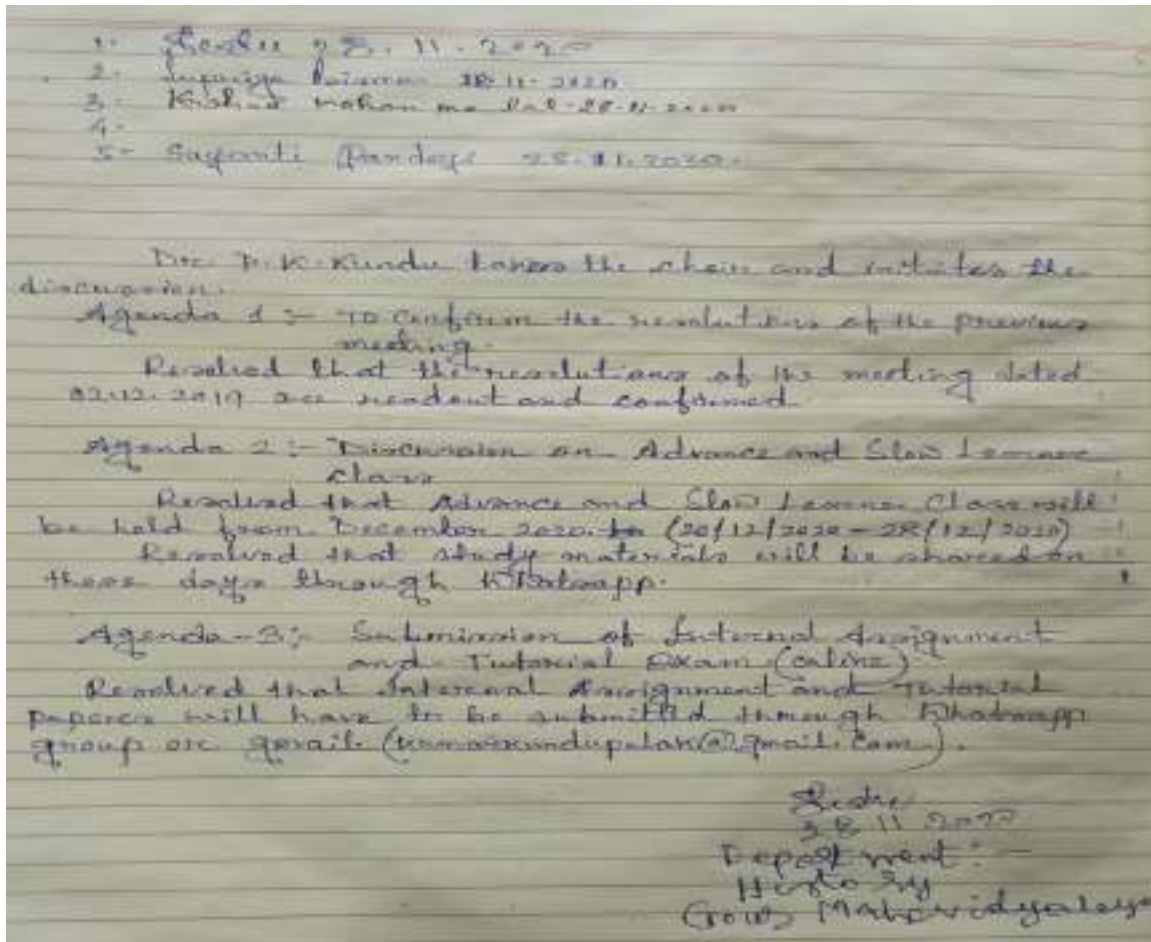 1.
2. 28.11.2020
3. Kishor mohan 28.11.2020
4.
5- Sayanti Pandey 28.11.2020.
Dr. P. K. Kundu takes the chair and initiates the
discussion.
Agenda 1 :- To confirm the resolutions of the previous
meeting.
Resolved that the resolutions of the meeting dated
02.12.2019 are readout and confirmed.
Agenda 2 :- Discussion on Advance and Slow Learner
class
Resolved that Advance and Slow Learner Class will
be held from December 2020 (20/12/2020 - 28/12/2020)
Resolved that study materials will be shared on
these days through Whatsapp.
Agenda-3 :- Submission of Internal Assignment
and Tutorial Exam
Resolved that Internal Assignment and Tutorial
papers will have to be submitted through Whatsapp
group or gmail.
28 11 2020
Department :-
History
Mahavidyalaya